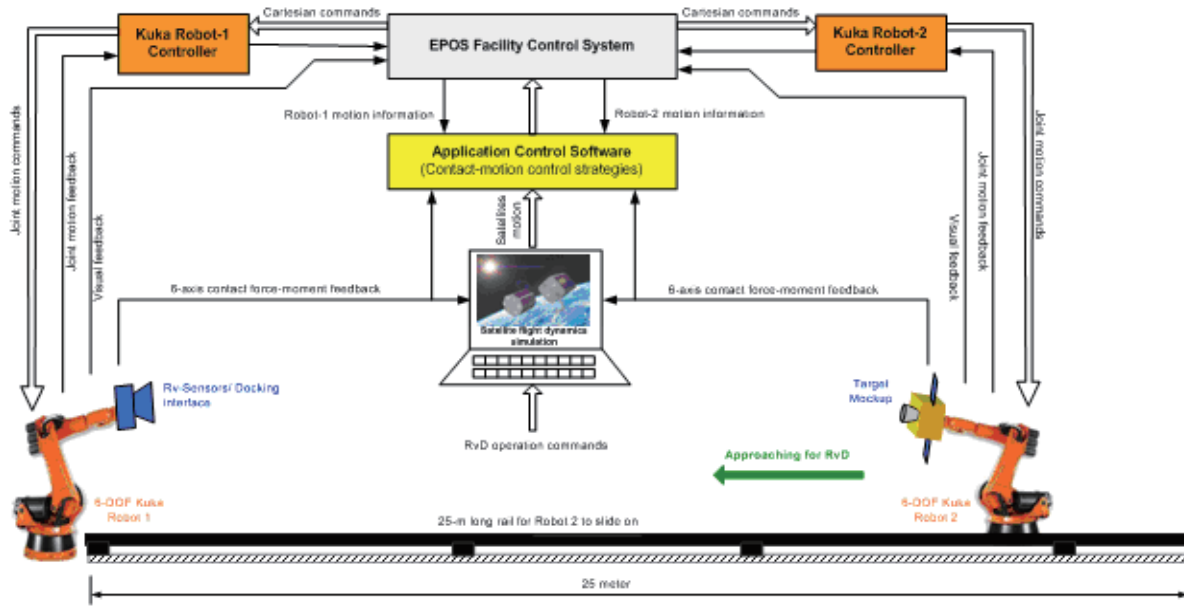 Cartesian commands
Cartesian commands
Kuka Robot-1
Controller
EPOS Facility Control System
Kuka Robot-2
Controller
Robot-1 motion information
Robot-2 motion information
Joint motion commands
Joint motion feedback
Visual feedback
Application Control Software
(Contact-motion control strategies)
Satellites
motion
Visual feedback
Joint motion feedback
Joint motion commands
6-axis contact force-moment feedback
6-axis contact force-moment feedback
Satellite flight dynamics
simulation
Rv-Sensors/ Docking
interface
Target
Mockup
RvD operation commands
Approaching for RvD
6-DOF Kuka
Robot 1
6-DOF Kuka
Robot 2
25-m long rail for Robot 2 to slide on
25 meter